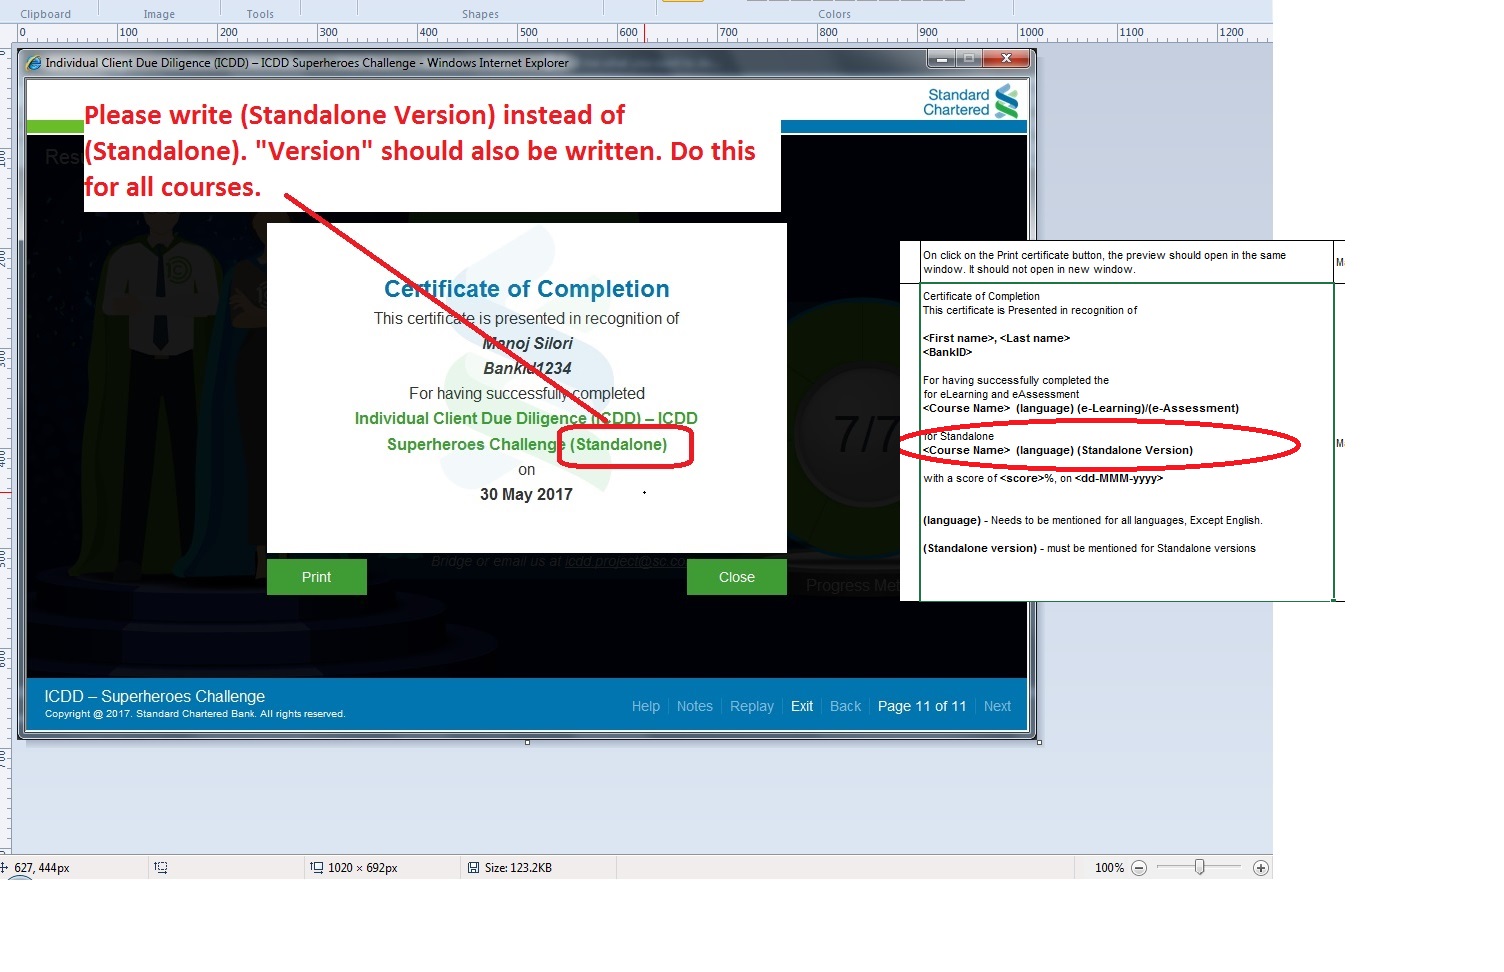 Clipboard
Image
Tools
Shapes
Colors
0 100 200 300 400 500 600 700 800 900 1000 1100 1200
Individual Client Due Diligence (ICDD) – ICDD Superheroes Challenge - Windows Internet Explorer
Standard
Chartered
Please write (Standalone Version) instead of
(Standalone). "Version" should also be written. Do this
for all courses.
Certificate of Completion
This certificate is presented in recognition of
Manoj Silori
Bankid1234
For having successfully completed
Individual Client Due Diligence (ICDD) – ICDD
Superheroes Challenge (Standalone)
on
30 May 2017
7/7
Bridge or email us at icdd.project@sc.co
Print
Close
Progress Met
ICDD – Superheroes Challenge
Copyright @ 2017. Standard Chartered Bank. All rights reserved.
Help
Notes
Replay
Exit
Back
Page 11 of 11
Next
On click on the Print certificate button, the preview should open in the same
window. It should not open in new window.
Certificate of Completion
This certificate is Presented in recognition of
<First name>, <Last name>
<BankID>
For having successfully completed the
for eLearning and eAssessment
<Course Name> (language) (e-Learning)/(e-Assessment)
for Standalone
<Course Name> (language) (Standalone Version)
with a score of <score>%, on <dd-MMM-yyyy>
(language) - Needs to be mentioned for all languages, Except English.
(Standalone version) - must be mentioned for Standalone versions
100
200
300
400
500
600
700
627, 444px
1020 × 692px
Size: 123.2KB
100%